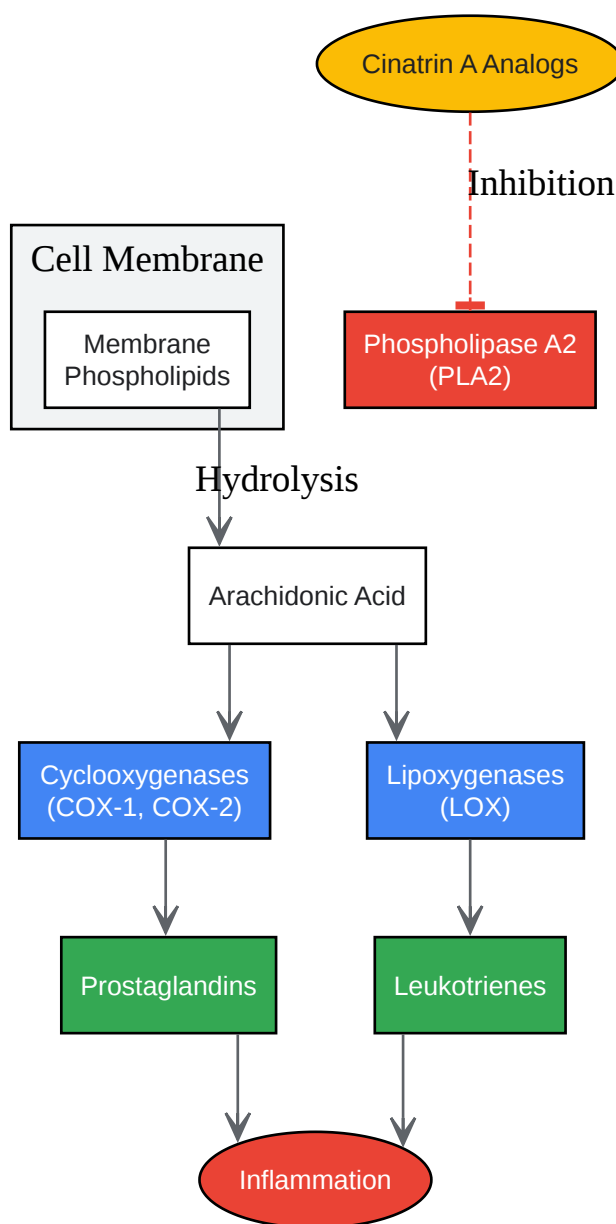 Cinatrin A Analogs
Inhibition
Cell Membrane
Membrane
Phospholipids
Phospholipase A2
(PLA2)
Hydrolysis
Arachidonic Acid
Cyclooxygenases
(COX-1, COX-2)
Lipoxygenases
(LOX)
Prostaglandins
Leukotrienes
Inflammation